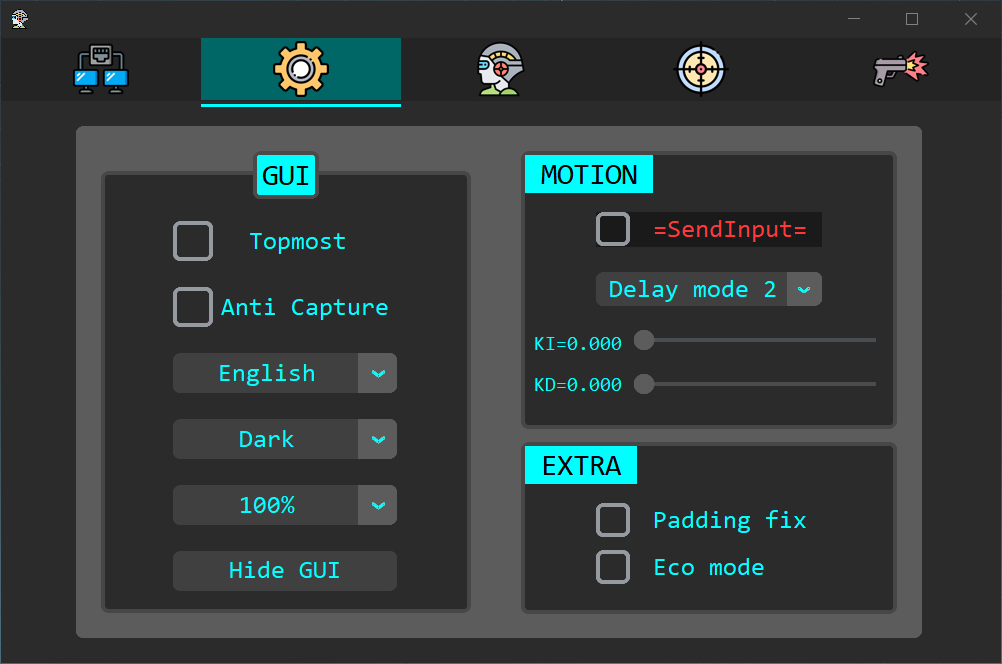 GUI
Topmost
Anti Capture
English
Dark
100%
Hide GUI
MOTION
=SendInput=
Delay mode 2
KI=0.000
KD=0.000
EXTRA
Padding fix
Eco mode